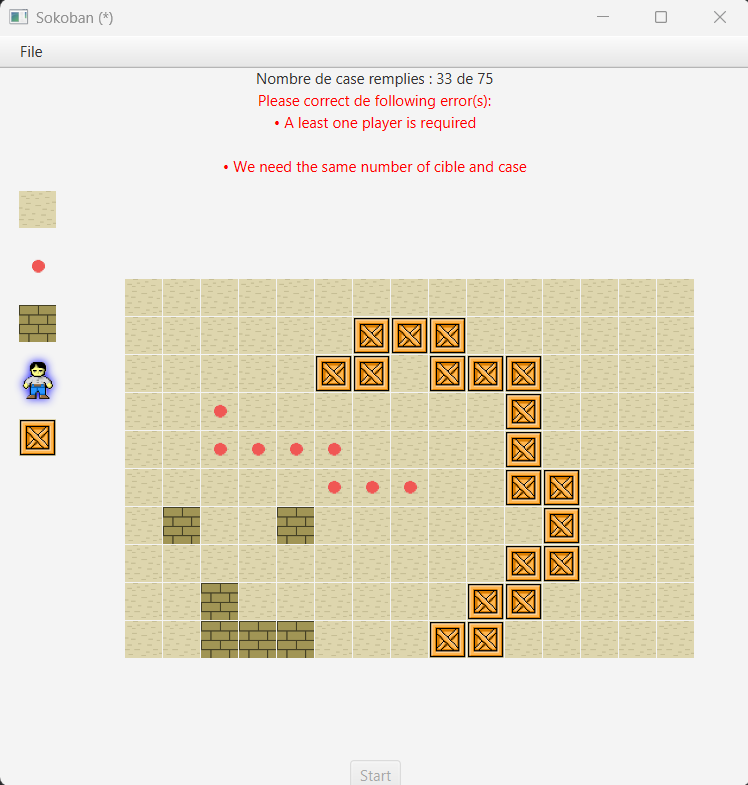 Sokoban (*)
File
Nombre de case remplies : 33 de 75
Please correct de following error(s):
• A least one player is required
• We need the same number of cible and case
Start